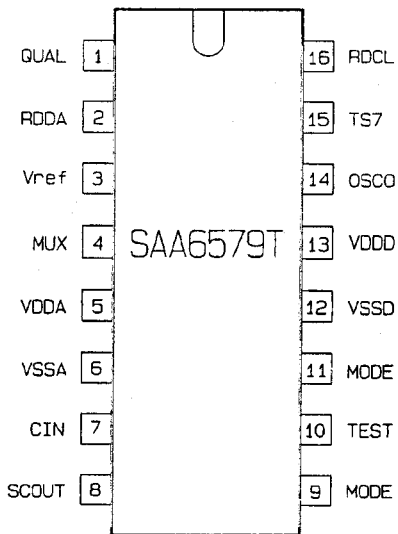 QUAL 1 16 RDCL
RDDA 2 15 TS7
Vref 3 14 OSCO
MUX 4 SAA6579T 13 VDDD
VDDA 5 12 VSSD
VSSA 6 11 MODE
CIN 7 10 TEST
SCOUT 8 9 MODE